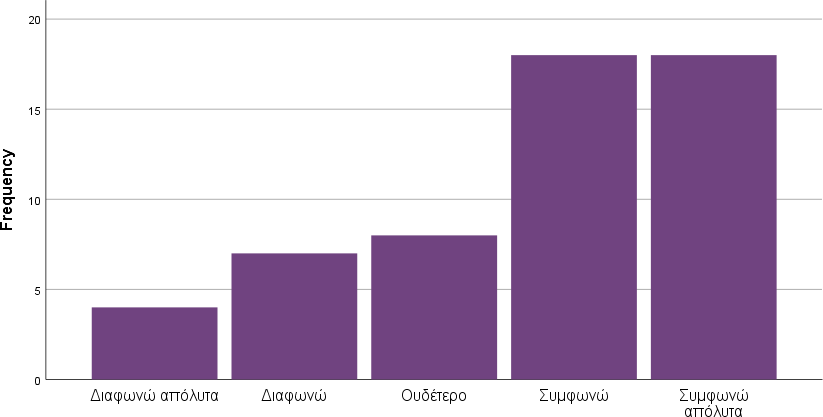 Frequency
20
15
10
5
0
Διαφωνώ απόλυτα
Διαφωνώ
Ουδέτερο
Συμφωνώ
Συμφωνώ
απόλυτα